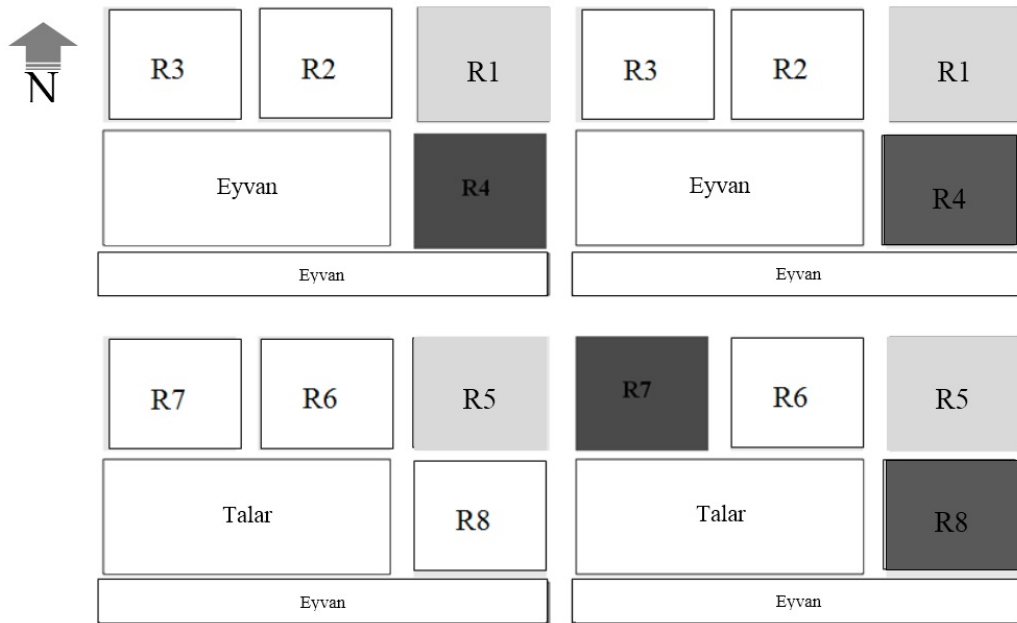 N
R3 R2 R1
Eyvan R4
Eyvan
R3 R2 R1
Eyvan R4
Eyvan
R7 R6 R5
Talar R8
Eyvan
R7 R6 R5
Talar R8
Eyvan